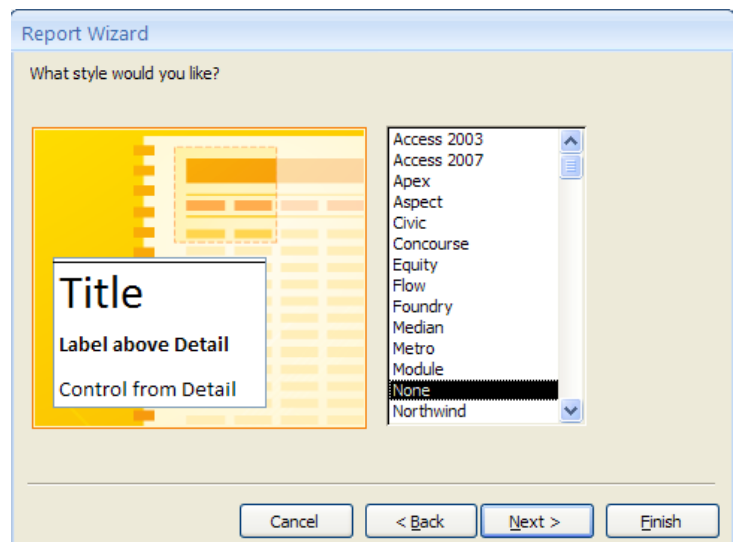 Report Wizard
What style would you like?
Title
Label above Detail
Control from Detail
Access 2003
Access 2007
Apex
Aspect
Civic
Concourse
Equity
Flow
Foundry
Median
Metro
Module
None
Northwind
Cancel
< Back
Next >
Finish